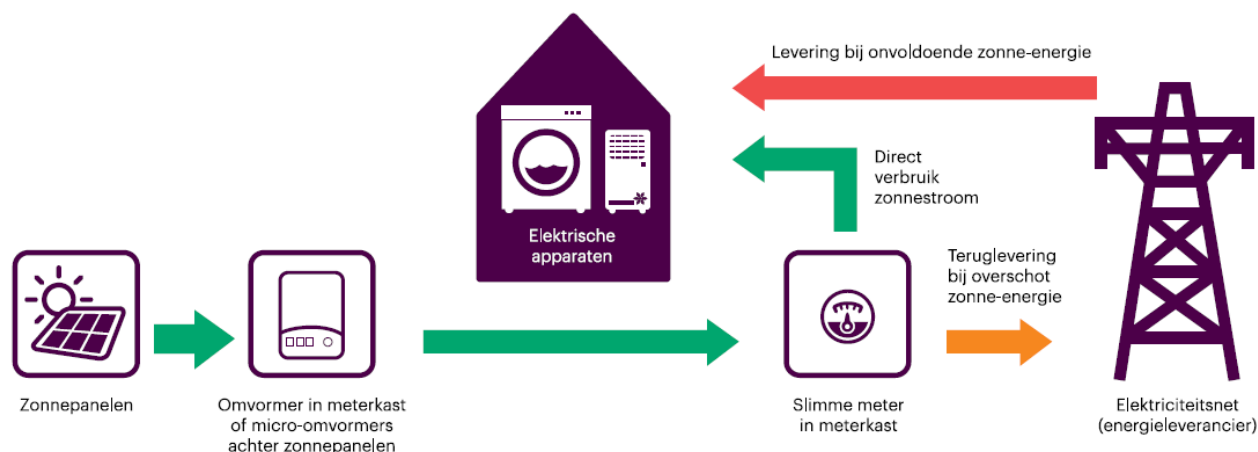 Levering bij onvoldoende zonne-energie
Direct
verbruik
zonnestroom
Elektrische
apparaten
Teruglevering
bij overschot
zonne-energie
Zonnepanelen
Omvormer in meterkast
of micro-omvormers
achter zonnepanelen
Slimme meter
in meterkast
Elektriciteitsnet
(energieleverancier)